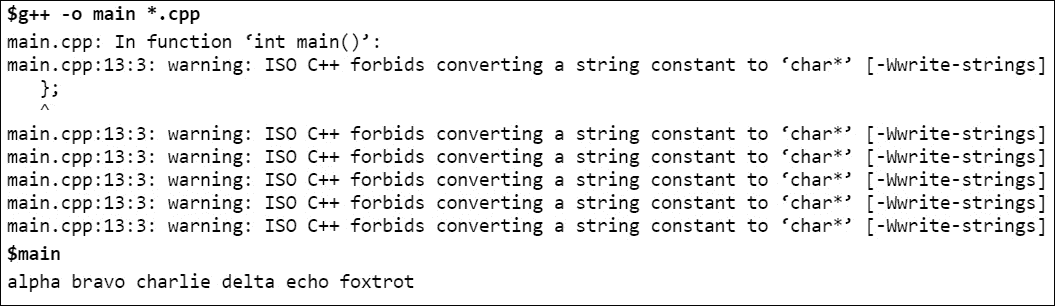 $g++ -o main *.cpp
main.cpp: In function ‘int main()’:
main.cpp:13:3: warning: ISO C++ forbids converting a string constant to ‘char*’ [-Wwrite-strings]
   };
   ^
main.cpp:13:3: warning: ISO C++ forbids converting a string constant to ‘char*’ [-Wwrite-strings]
main.cpp:13:3: warning: ISO C++ forbids converting a string constant to ‘char*’ [-Wwrite-strings]
main.cpp:13:3: warning: ISO C++ forbids converting a string constant to ‘char*’ [-Wwrite-strings]
main.cpp:13:3: warning: ISO C++ forbids converting a string constant to ‘char*’ [-Wwrite-strings]
main.cpp:13:3: warning: ISO C++ forbids converting a string constant to ‘char*’ [-Wwrite-strings]
$main
alpha bravo charlie delta echo foxtrot